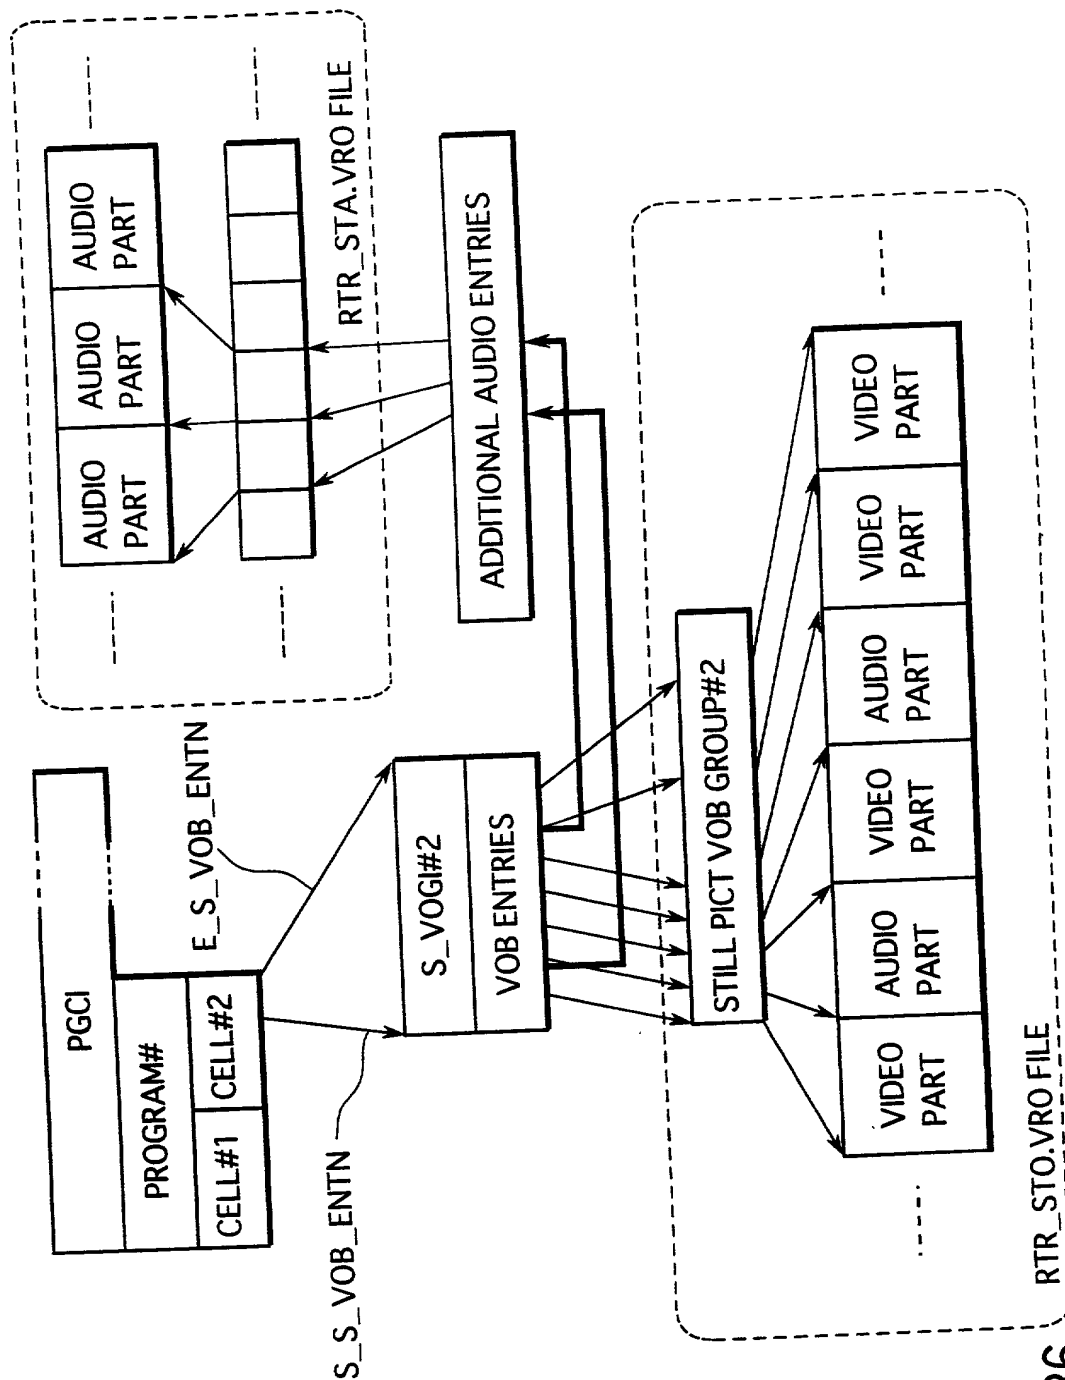 PGCI
PROGRAM#
CELL#1
CELL#2
S_S_VOB_ENTN
E_S_VOB_ENTN
S_VOGI#2
VOB ENTRIES
AUDIO
PART
AUDIO
PART
AUDIO
PART
RTR_STA.VRO FILE
ADDITIONAL AUDIO ENTRIES
STILL PICT VOB GROUP#2
VIDEO
PART
AUDIO
PART
VIDEO
PART
AUDIO
PART
VIDEO
PART
VIDEO
PART
RTR_STO.VRO FILE